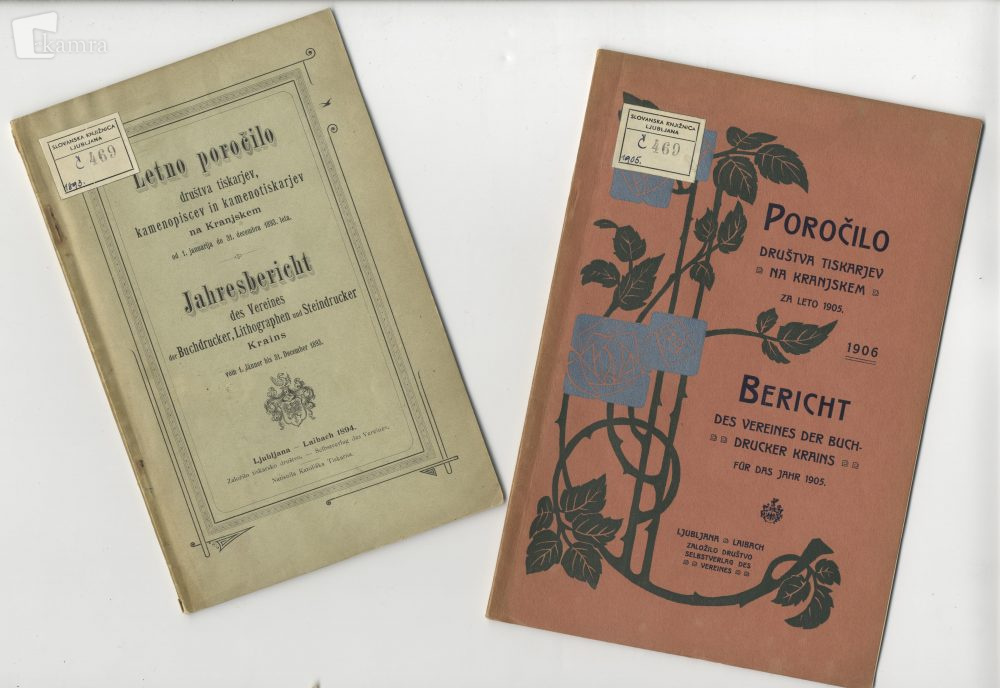 kamra
SLOVANSKA KNJIŽNICA
LJUBLJANA
Č 469
1893.
Letno poročilo
društva tiskarjev,
kamenopiscev in kamenotiskarjev
na Kranjskem
od 1. januarija do 31. decembra 1893. leta.
Jahresbericht
des Vereines
der Buchdrucker, Lithographen und Steindrucker
Krains
vom 1. Jänner bis 31. December 1893.
Ljubljana — Laibach 1894.
Založilo tiskarsko društvo. — Selbstverlag des Vereines.
Natisnila Katoliška Tiskarna.
SLOVANSKA KNJIŽNICA
LJUBLJANA
Č 469
1905.
POROČILO
DRUŠTVA TISKARJEV
NA KRANJSKEM
ZA LETO 1905.
1906
BERICHT
DES VEREINES DER BUCH-
DRUCKER KRAINS
FÜR DAS JAHR 1905.
LJUBLJANA LAIBACH
ZALOŽILO DRUŠTVO
SELBSTVERLAG DES
VEREINES